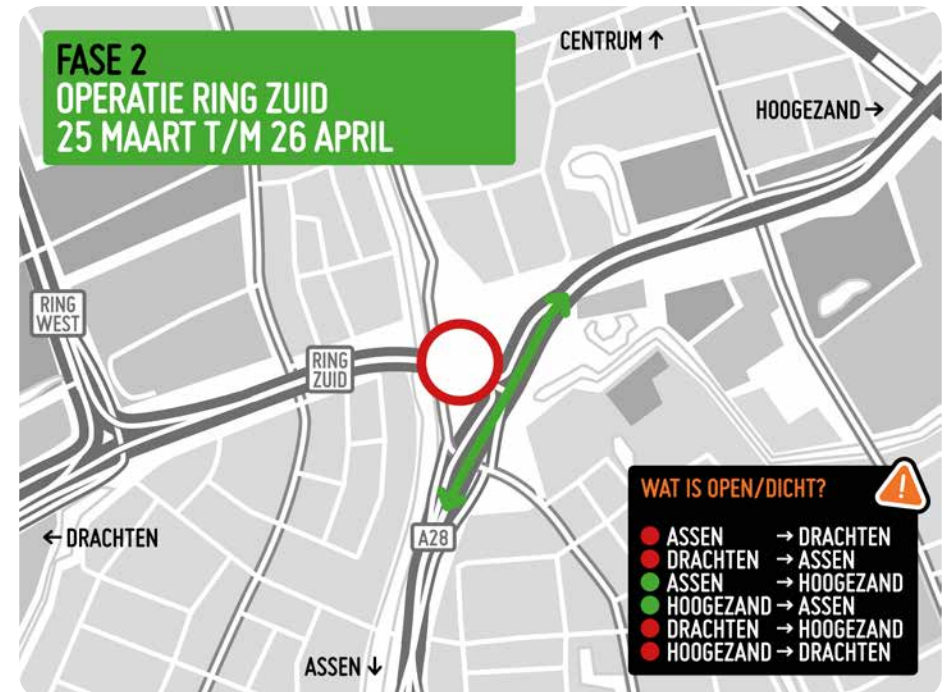 FASE 2
OPERATIE RING ZUID
25 MAART T/M 26 APRIL
CENTRUM ↑
HOOGEZAND →
RING
WEST
RING
ZUID
← DRACHTEN
A28
ASSEN ↓
WAT IS OPEN/DICHT?
!
ASSEN → DRACHTEN
DRACHTEN → ASSEN
ASSEN → HOOGEZAND
HOOGEZAND → ASSEN
DRACHTEN → HOOGEZAND
HOOGEZAND → DRACHTEN